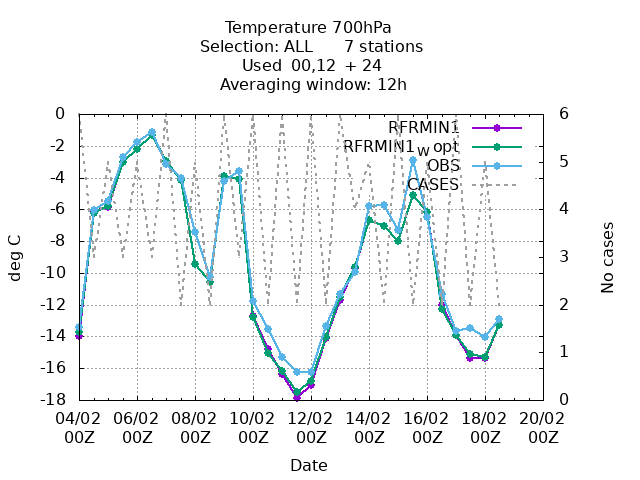 Temperature 700hPa
Selection: ALL 7 stations
Used 00,12 + 24
Averaging window: 12h
RFRMIN1
RFRMIN1w opt
OBS
CASES
0
-2
-4
-6
-8
-10
-12
-14
-16
-18
deg C
6
5
4
3
2
1
0
No cases
04/02 06/02 08/02 10/02 12/02 14/02 16/02 18/02 20/02
00Z 00Z 00Z 00Z 00Z 00Z 00Z 00Z 00Z
Date